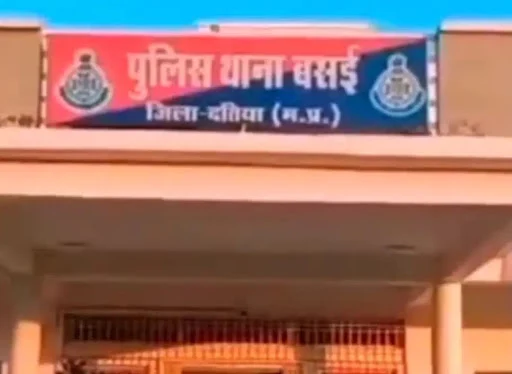 पुलिस थाना बसई
जिला-दतिया (म.प्र.)